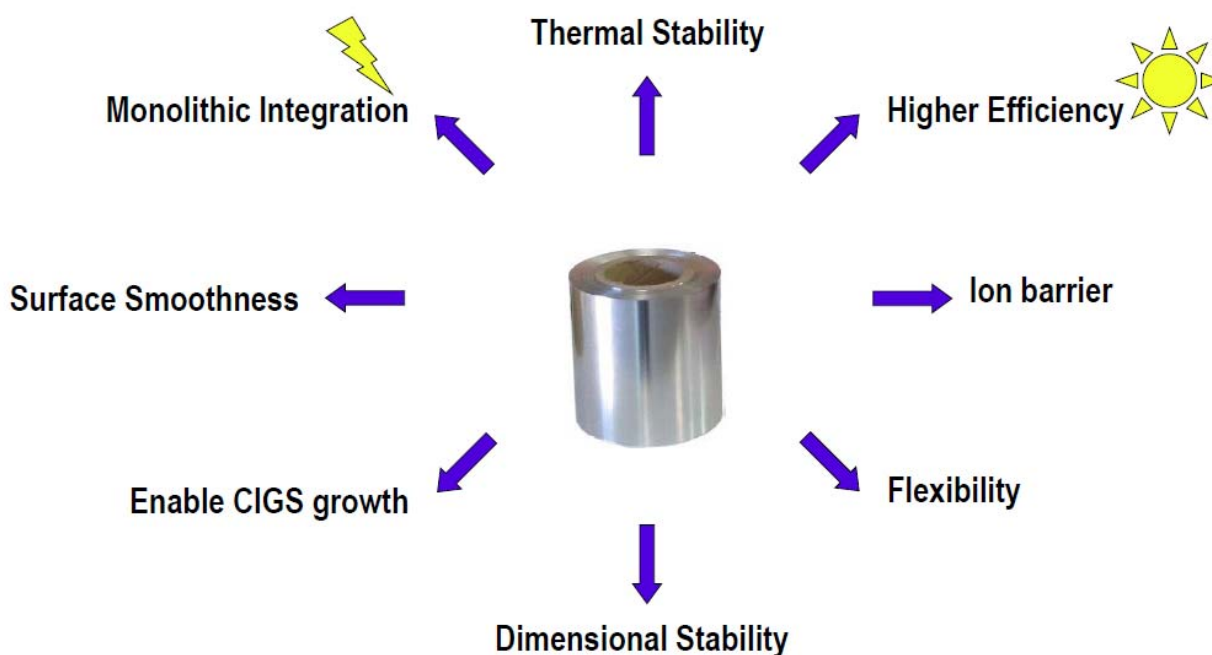 Thermal Stability
Monolithic Integration
Higher Efficiency
Surface Smoothness
Ion barrier
Enable CIGS growth
Flexibility
Dimensional Stability